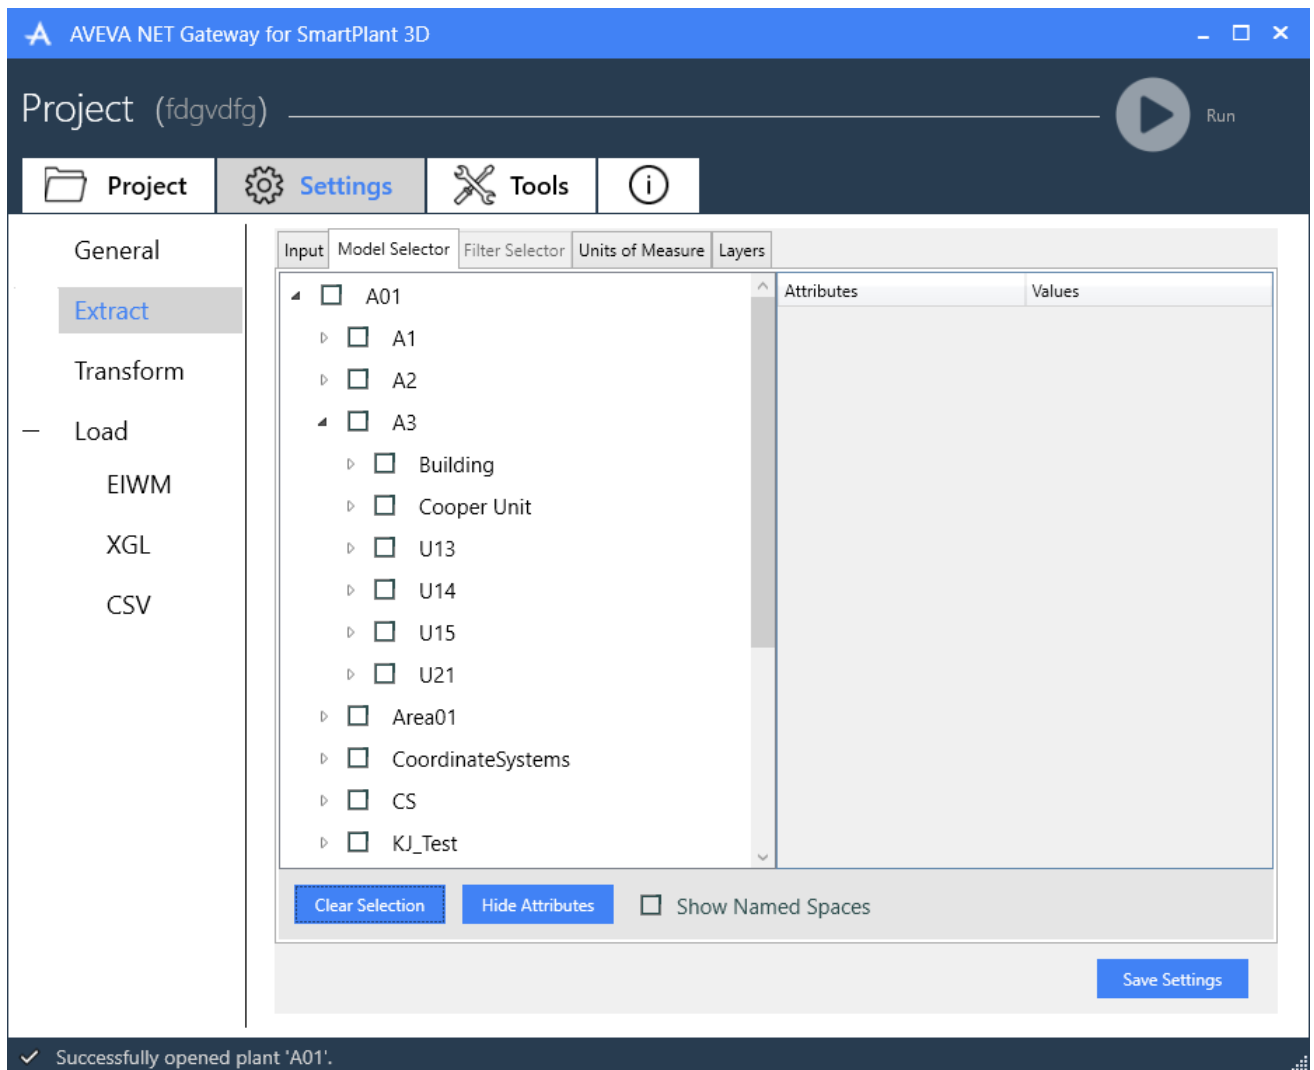 AVEVA NET Gateway for SmartPlant 3D
Project (fdgvdfg)
Run
Project Settings Tools
General
Extract
Transform
Load
EIWM
XGL
CSV
Input Model Selector Filter Selector Units of Measure Layers
A01
A1
A2
A3
Building
Cooper Unit
U13
U14
U15
U21
Area01
CoordinateSystems
CS
KJ_Test
Attributes Values
Clear Selection Hide Attributes Show Named Spaces
Save Settings
Successfully opened plant 'A01'.